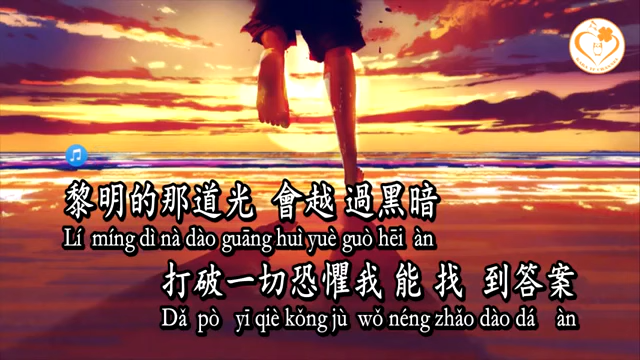 黎明的那道光 會越 過黑暗
Lí míng dì nà dào guāng huì yuè guò hēi àn
打破一切恐懼我 能 找 到答案
Dǎ pò yī qiè kǒng jù wǒ néng zhǎo dào dá àn